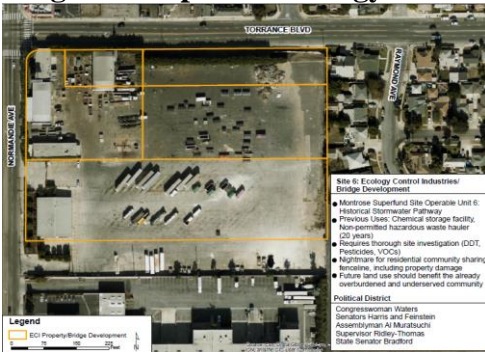 TORRANCE BLVD
RAYMOND AVE
NORMANDIE AVE
Site 6: Ecology Control Industries/
Bridge Development
● Montrose Superfund Site Operable Unit 6:
Historical Stormwater Pathway
● Previous Uses: Chemical storage facility,
Non-permitted hazardous waste hauler
(20 years)
● Requires thorough site investigation (DDT,
Pesticides, VOCs)
● Nightmare for residential community sharing
fenceline, including property damage
● Future land use should benefit the already
overburdened and underserved community
Political District
Congresswoman Waters
Senators Harris and Feinstein
Assemblyman Al Muratsuchi
Supervisor Ridley-Thomas
State Senator Bradford
Legend
ECI Property/Bridge Development
0 75 150 225
Feet